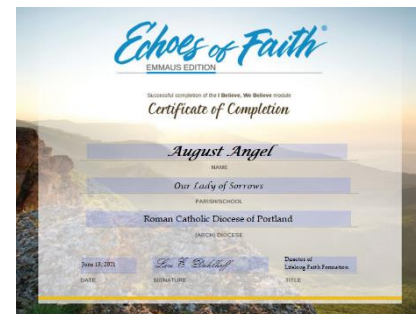 Echoes of Faith®
EMMAUS EDITION
Successful completion of the I Believe, We Believe module
Certificate of Completion
August Angel
NAME
Our Lady of Sorrows
PARISH/SCHOOL
Roman Catholic Diocese of Portland
(ARCH) DIOCESE
June 13, 2021
DATE
SIGNATURE
Director of
Lifelong Faith Formation
TITLE